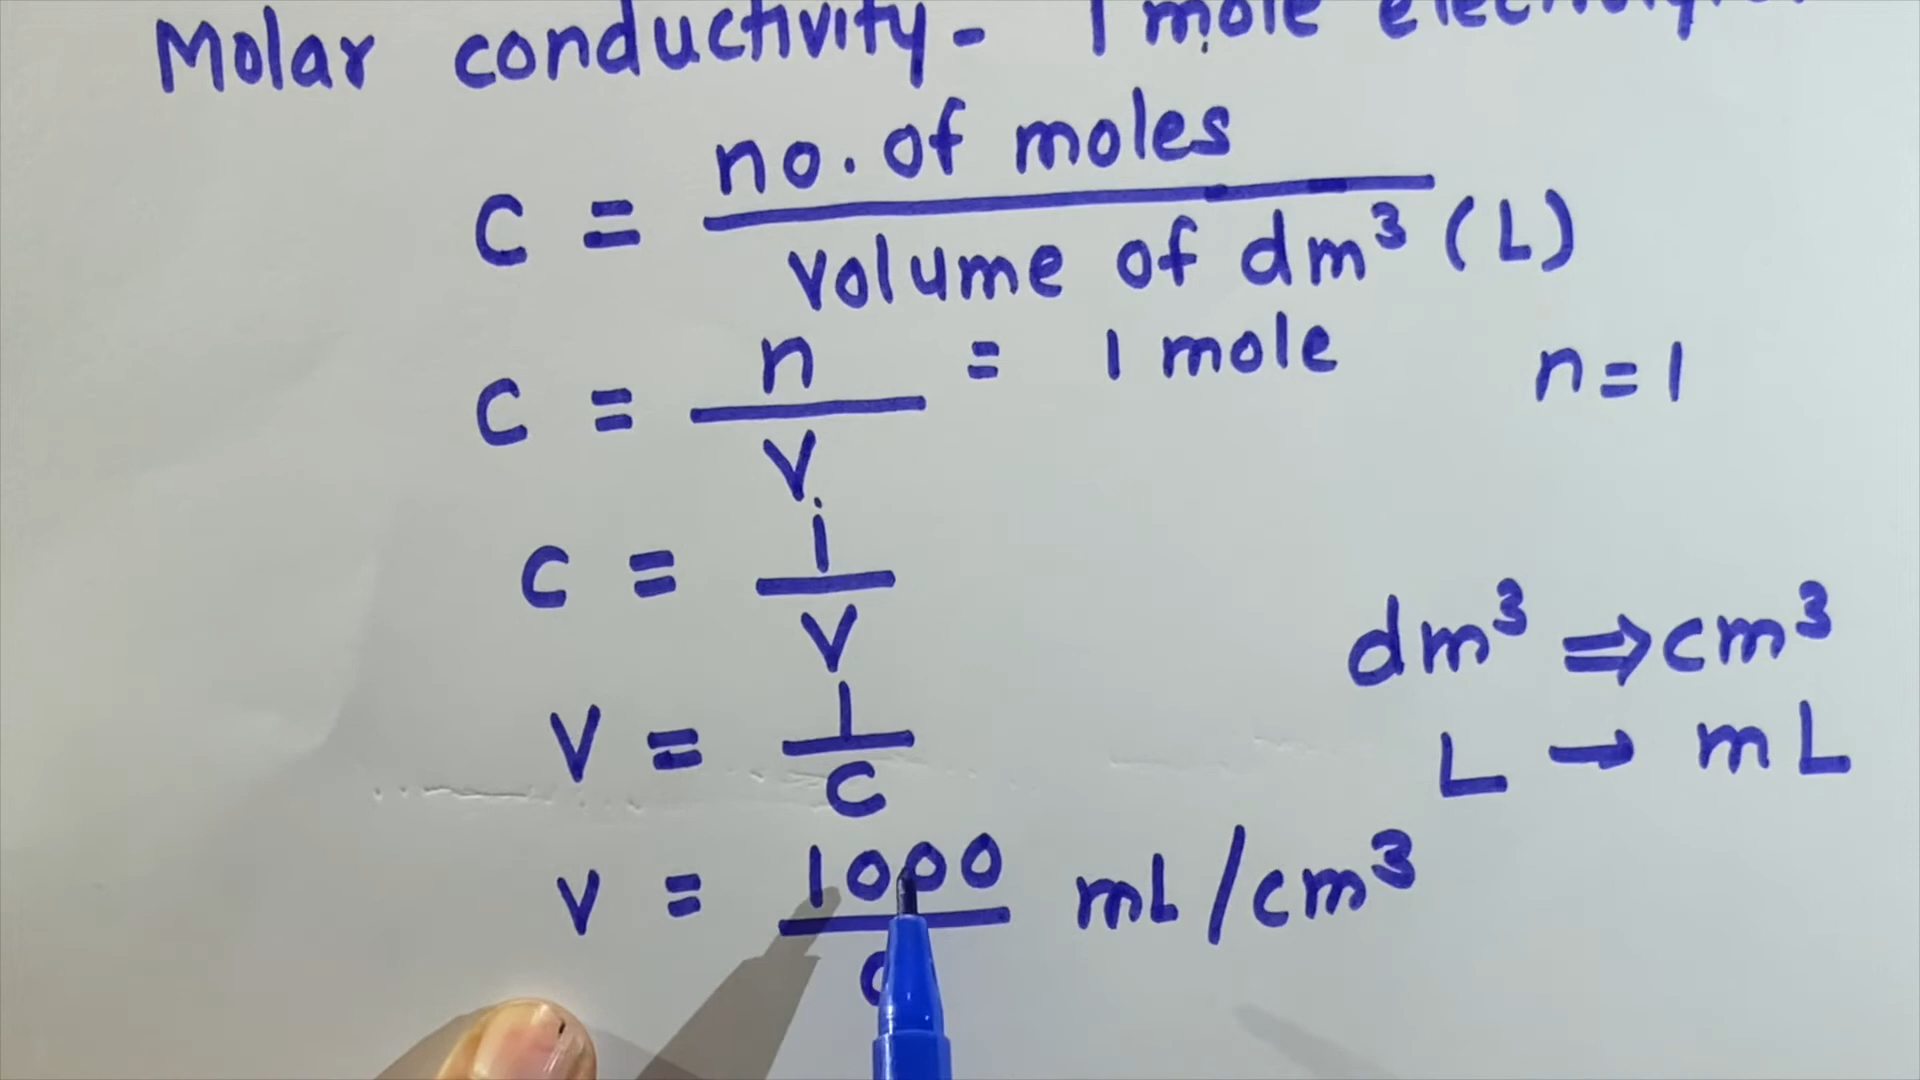 Molar conductivity - 1 mole electrolyte
C = no. of moles / volume of dm³ (L)
C = n / V = 1 mole n = 1
C = 1 / V
dm³ ⇒ cm³
V = 1 / C
L → mL
V = 1000 / C mL/cm³